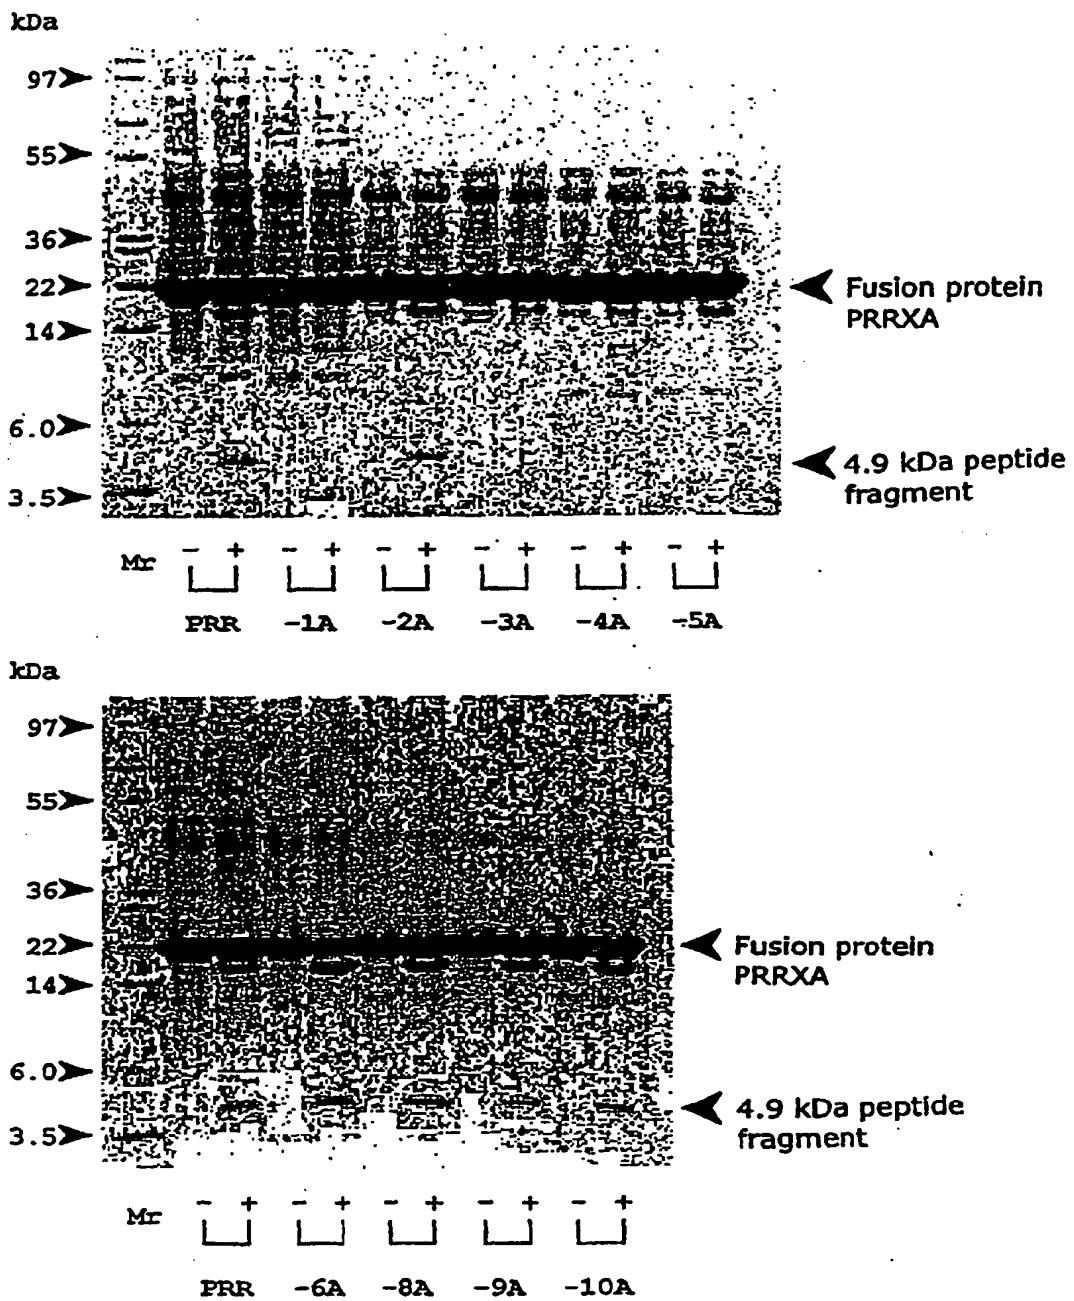 kDa
97
55
36
22
14
6.0
3.5
Fusion protein
PRRXA
4.9 kDa peptide
fragment
Mr - + - + - + - + - + - +
PRR -1A -2A -3A -4A -5A
kDa
97
55
36
22
14
6.0
3.5
Fusion protein
PRRXA
4.9 kDa peptide
fragment
Mr - + - + - + - + - +
PRR -6A -8A -9A -10A